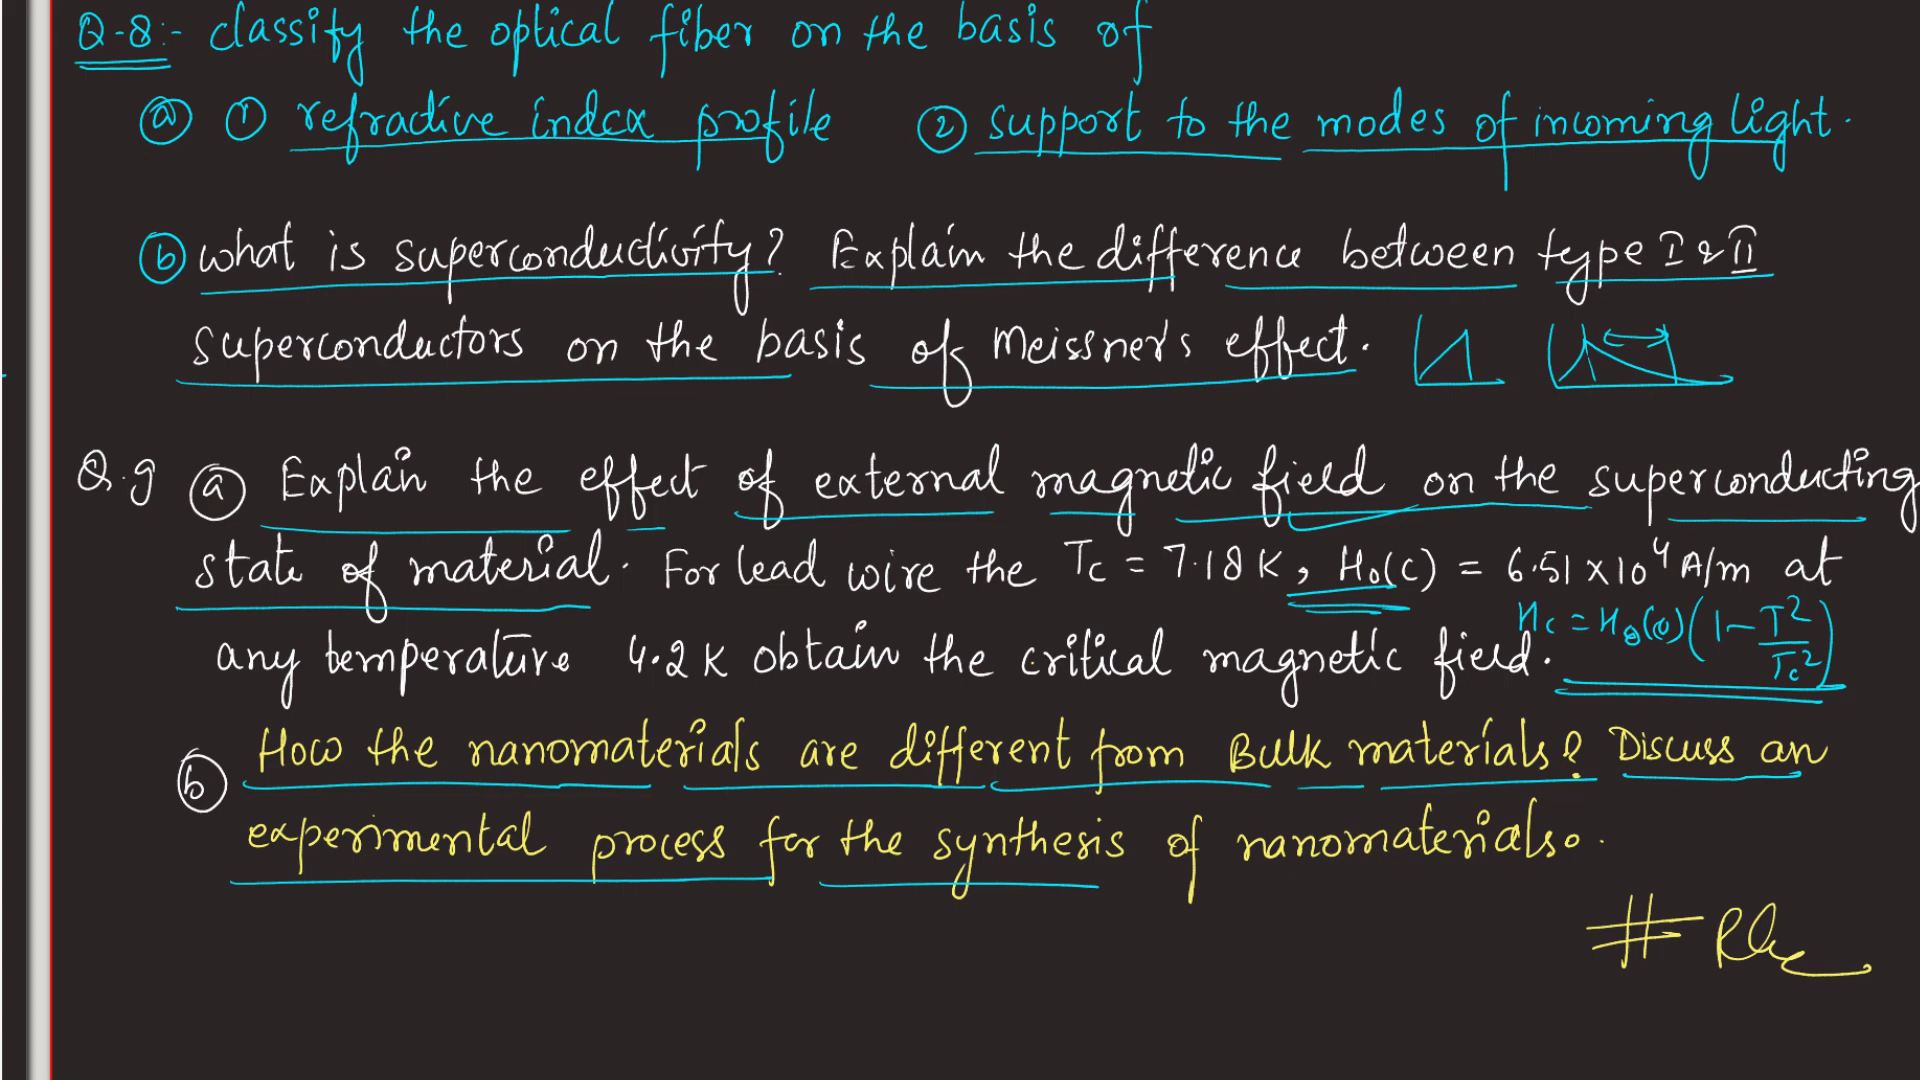 Q-8:- classify the optical fiber on the basis of
ⓐ ① refractive index profile ② support to the modes of incoming light.
ⓑ what is superconductivity? Explain the difference between type I & II
superconductors on the basis of Meissner's effect.
Q.9 ⓐ Explain the effect of external magnetic field on the superconducting
state of material. For lead wire the Tc = 7.18 K, H₀(c) = 6.51 x 10⁴ A/m at
any temperature 4.2 K obtain the critical magnetic field. Hc = H₀(0)(1 - T²/Tc²)
ⓑ How the nanomaterials are different from Bulk materials? Discuss an
experimental process for the synthesis of nanomaterials.